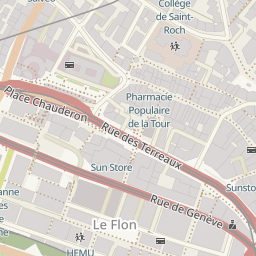 Collège
de Saint-
Roch
Place Chauderon
Pharmacie
Populaire
de la Tour
Rue des Terreaux
Sun Store
Rue de Genève
Le Flon
HEMU